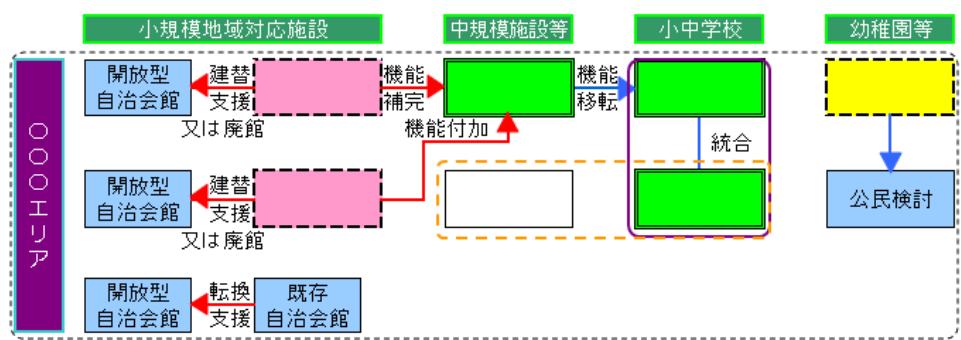 小規模地域対応施設
中規模施設等
小中学校
幼稚園等
〇〇〇エリア
開放型
自治会館
建替
支援
又は廃館
機能
補完
機能付加
機能
移転
統合
開放型
自治会館
建替
支援
又は廃館
公民検討
開放型
自治会館
転換
支援
既存
自治会館